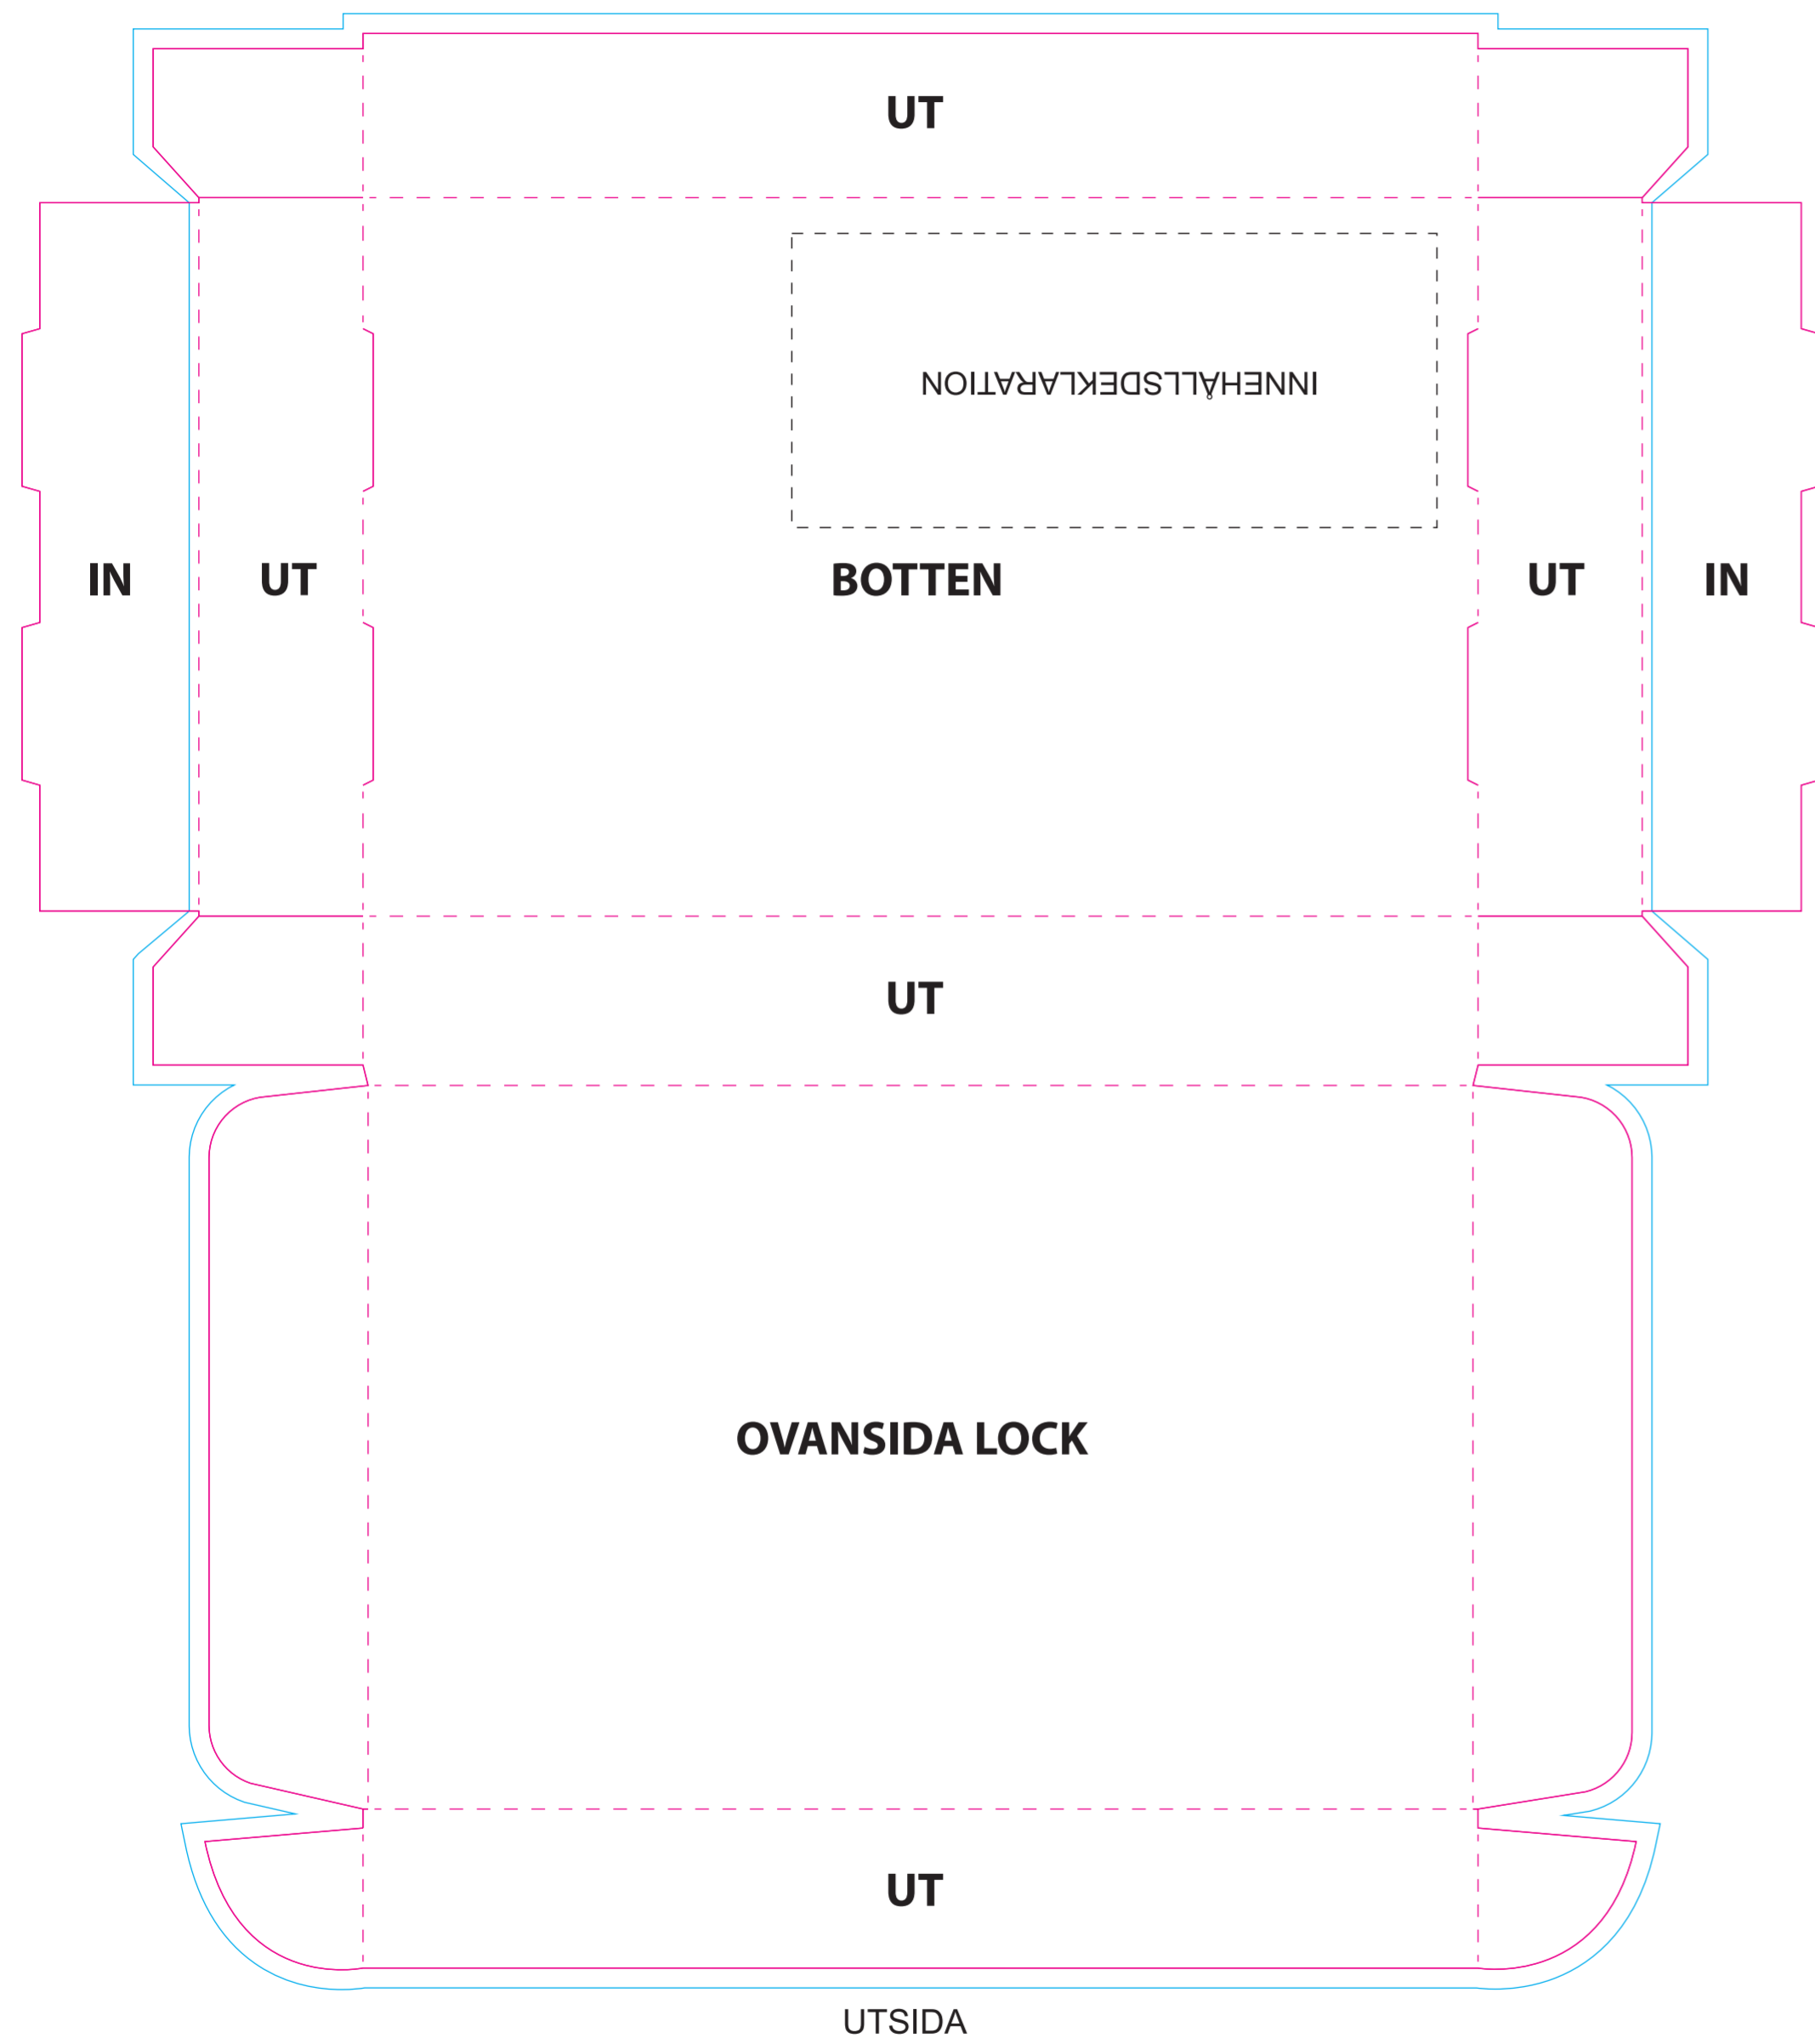 UT
INNEHÅLLSDEKLARATION
IN
UT
BOTTEN
UT
IN
UT
OVANSIDA LOCK
UT
UTSIDA